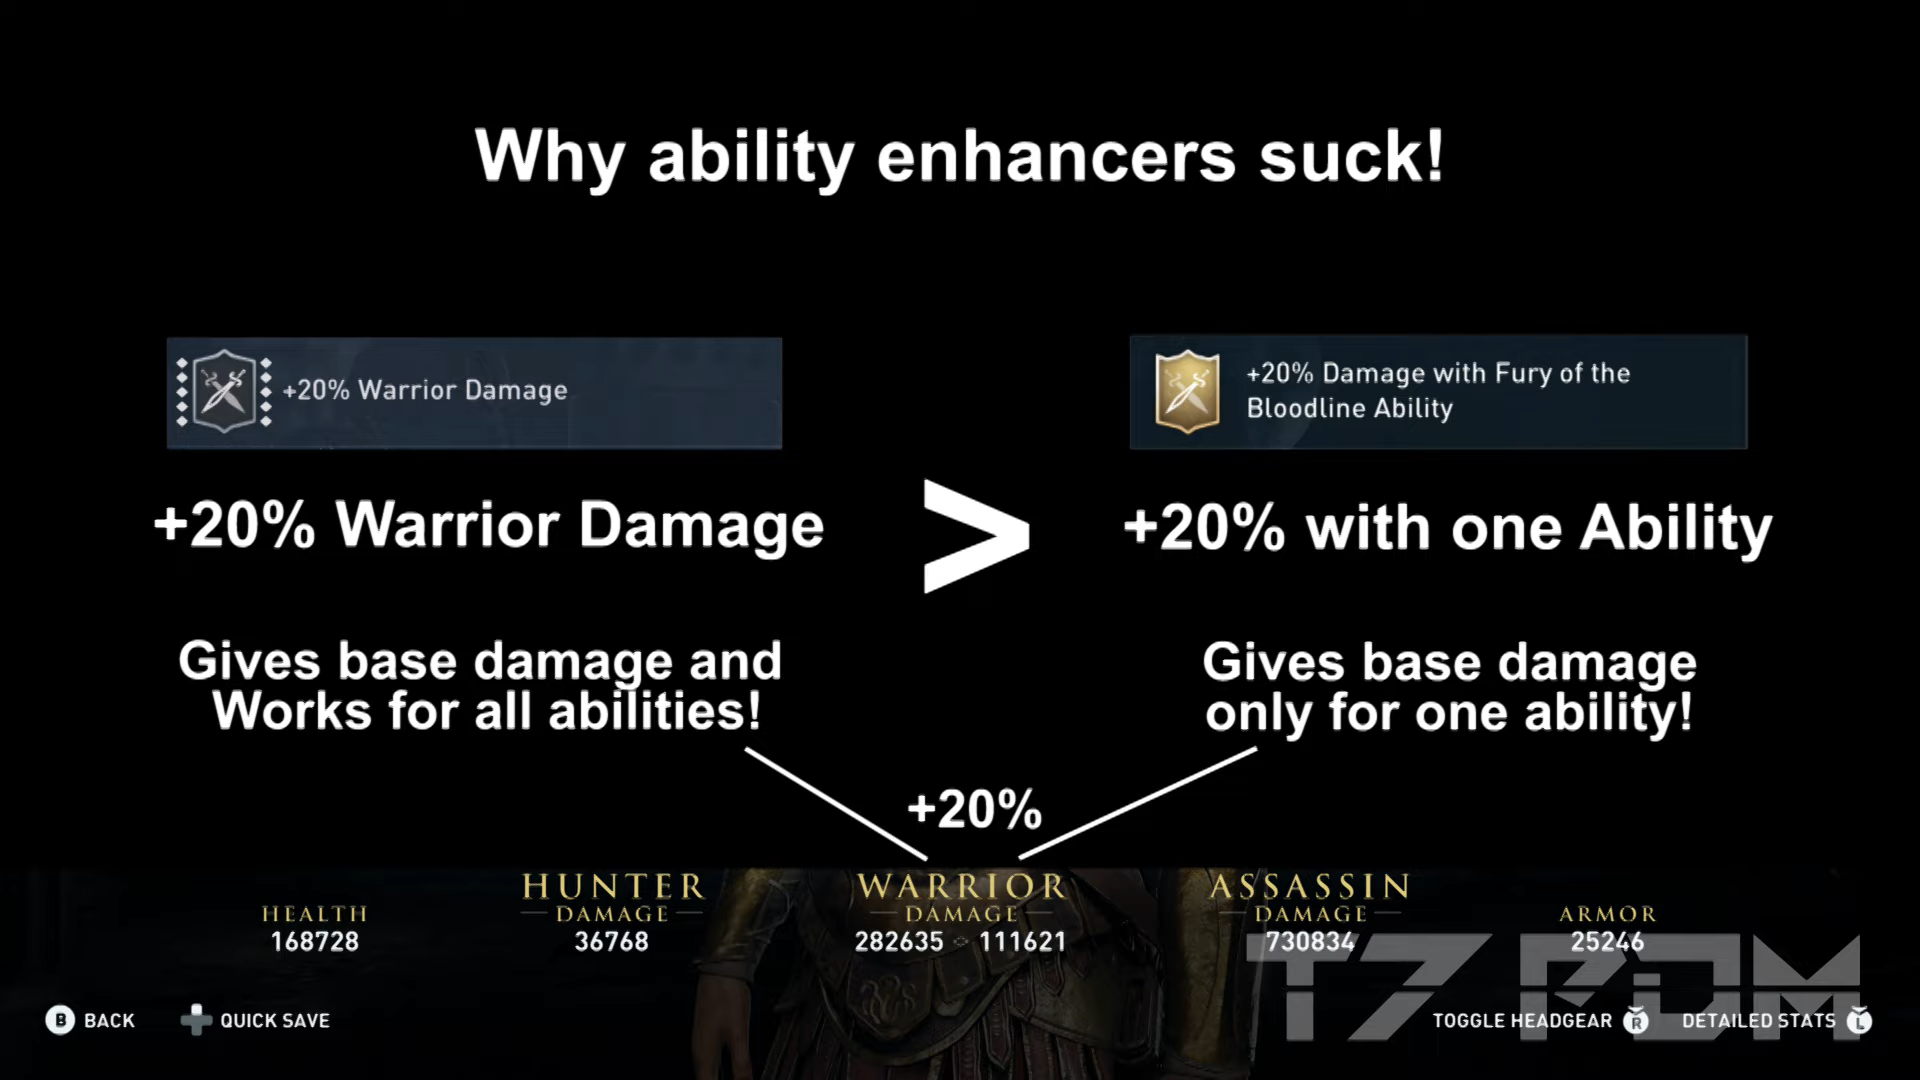 Why ability enhancers suck!
+20% Warrior Damage
+20% Damage with Fury of the
Bloodline Ability
+20% Warrior Damage
>
+20% with one Ability
Gives base damage and
Works for all abilities!
Gives base damage
only for one ability!
+20%
HEALTH
168728
HUNTER
DAMAGE
36768
WARRIOR
DAMAGE
282635 111621
ASSASSIN
DAMAGE
730834
ARMOR
25246
T7 PDM
B BACK
QUICK SAVE
TOGGLE HEADGEAR R
DETAILED STATS L